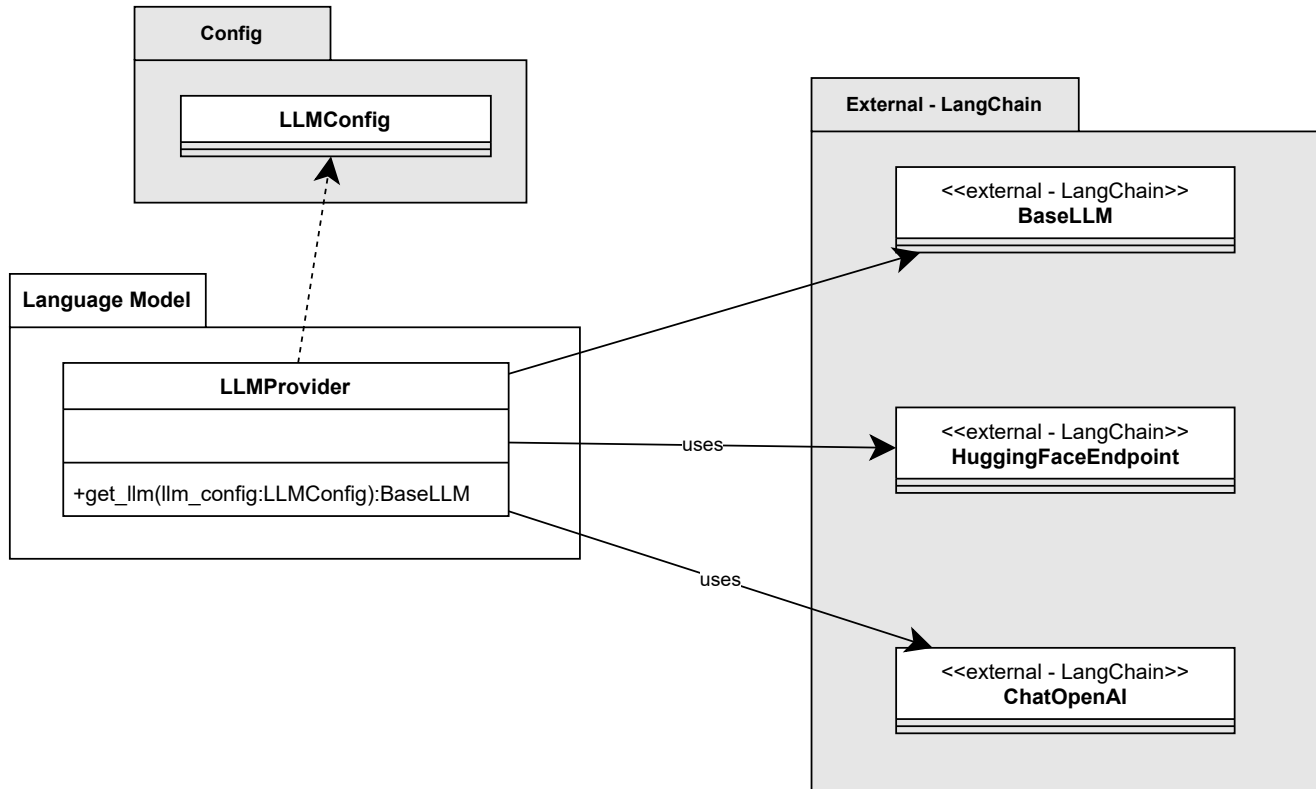 Config
LLMConfig
External - LangChain
<<external - LangChain>>
BaseLLM
Language Model
LLMProvider
+get_llm(llm_config:LLMConfig):BaseLLM
uses
<<external - LangChain>>
HuggingFaceEndpoint
uses
<<external - LangChain>>
ChatOpenAI